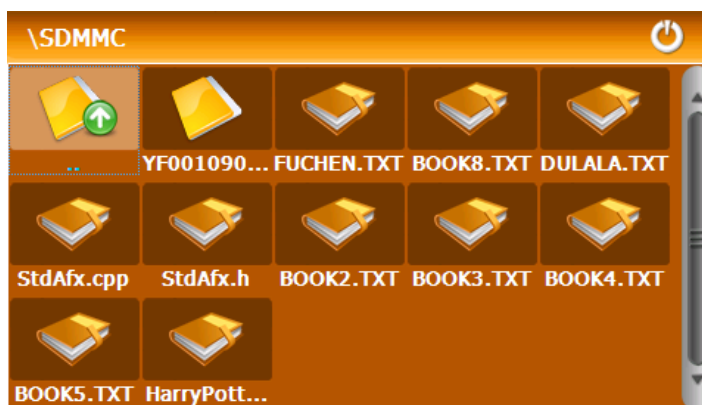 \SDMMC
..
YF001090...
FUCHEN.TXT
BOOK8.TXT
DULALA.TXT
StdAfx.cpp
StdAfx.h
BOOK2.TXT
BOOK3.TXT
BOOK4.TXT
BOOK5.TXT
HarryPott...